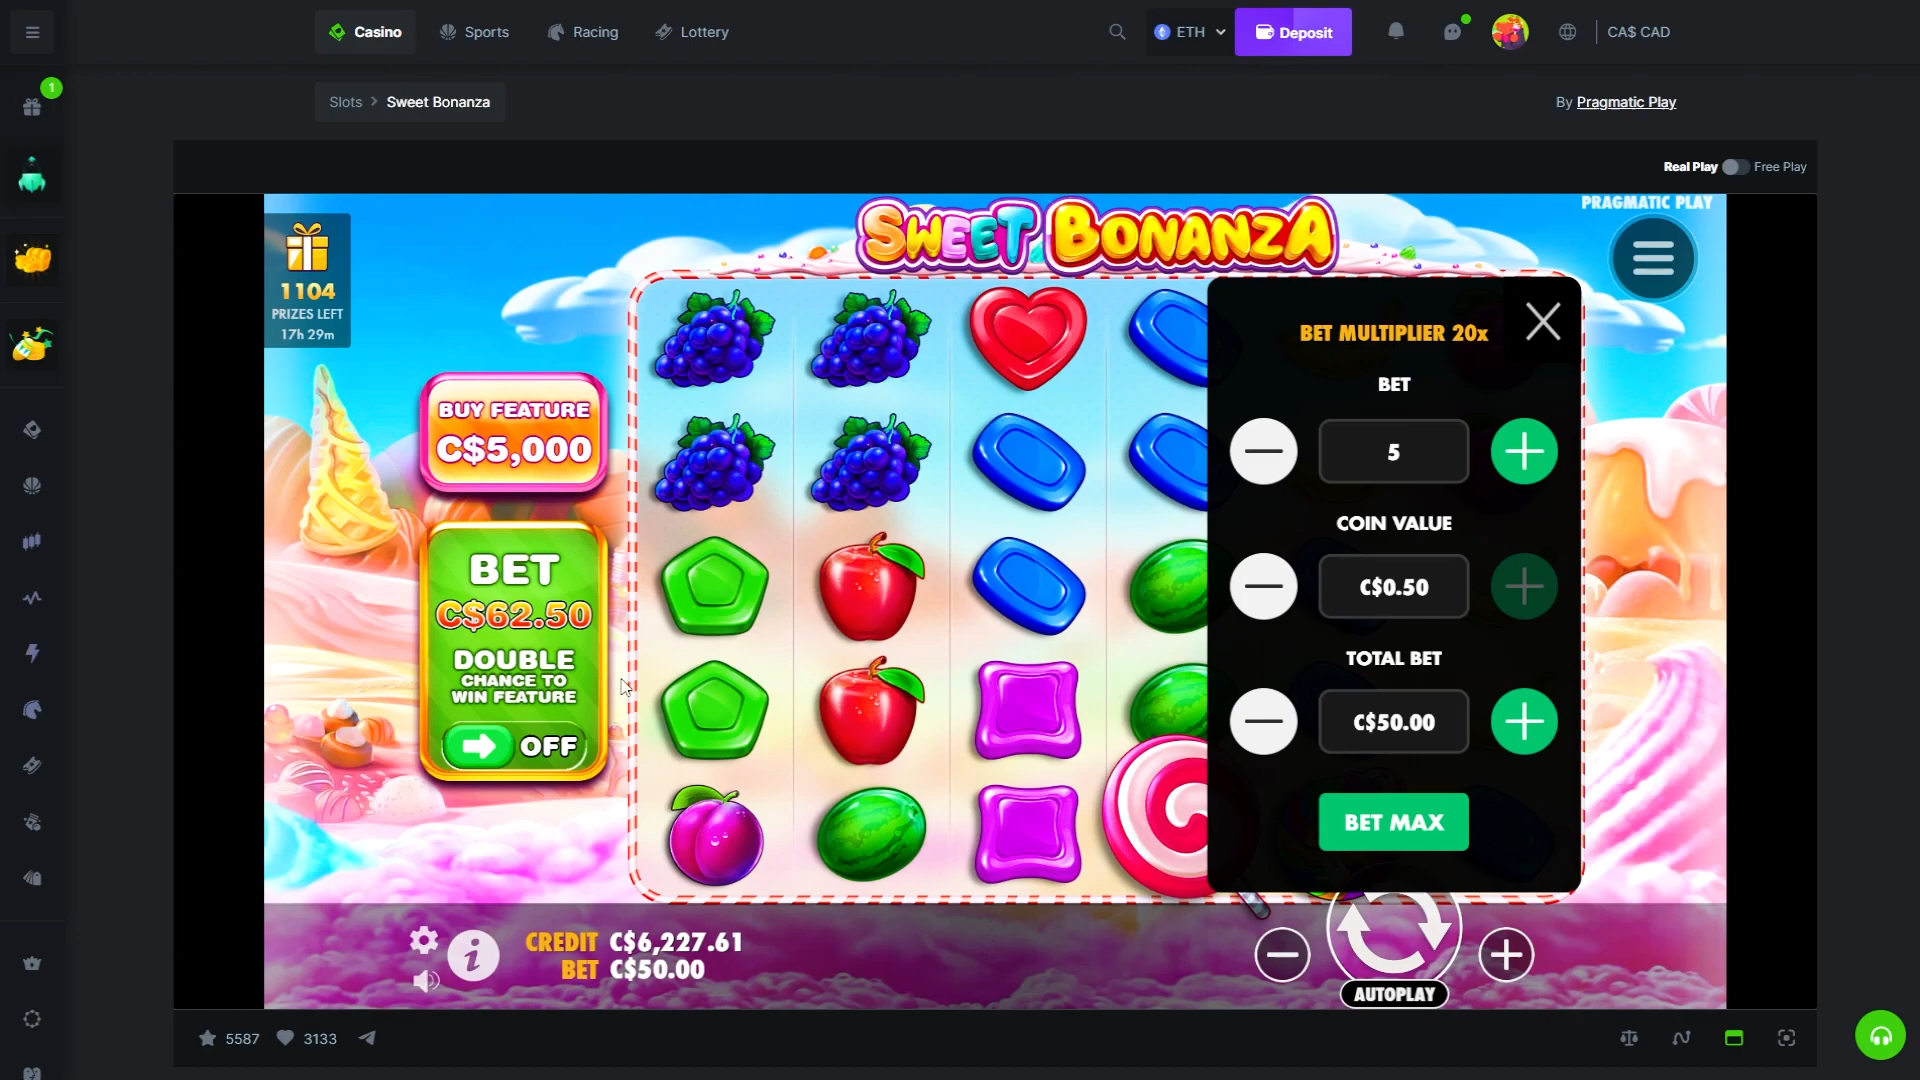 Casino
Sports
Racing
Lottery
ETH
Deposit
CA$ CAD
1
Slots > Sweet Bonanza
By Pragmatic Play
Real Play
Free Play
PRAGMATIC PLAY
SWEET BONANZA
1104
PRIZES LEFT
17h 29m
BUY FEATURE
C$5,000
BET
C$62.50
DOUBLE
CHANCE TO
WIN FEATURE
OFF
BET MULTIPLIER 20x
BET
5
COIN VALUE
C$0.50
TOTAL BET
C$50.00
BET MAX
CREDIT C$6,227.61
BET C$50.00
AUTOPLAY
5587
3133